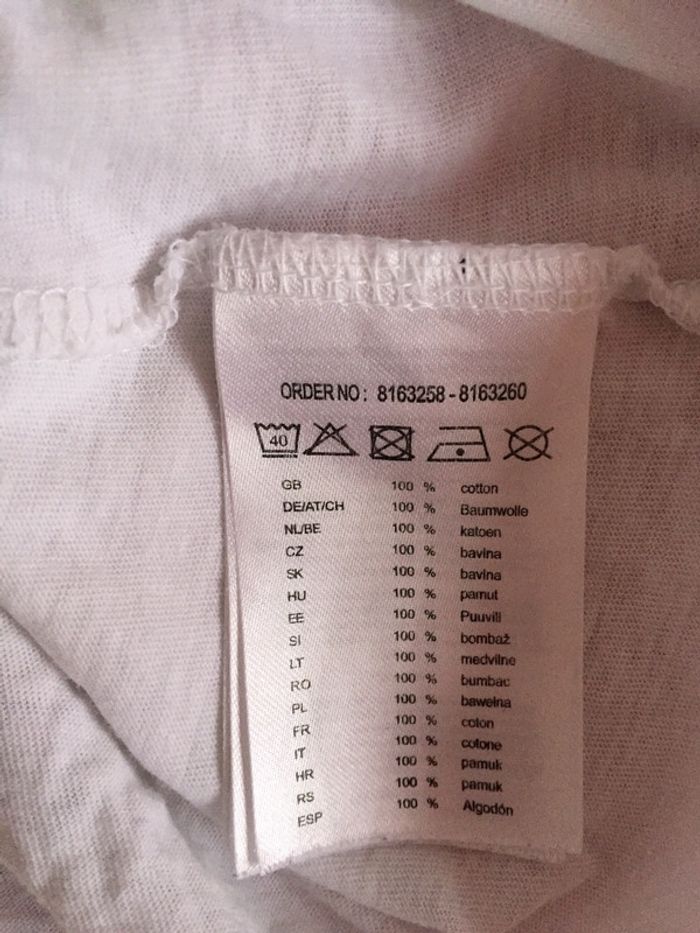 ORDER NO: 8163258 - 8163260
40
GB 100 % cotton
DE/AT/CH 100 % Baumwolle
NL/BE 100 % katoen
CZ 100 % bavina
SK 100 % bavlna
HU 100 % pamut
EE 100 % Puuvill
SI 100 % bombaž
LT 100 % medvilne
RO 100 % bumbac
PL 100 % bawełna
FR 100 % coton
IT 100 % cotone
HR 100 % pamuk
RS 100 % pamuk
ESP 100 % Algodón